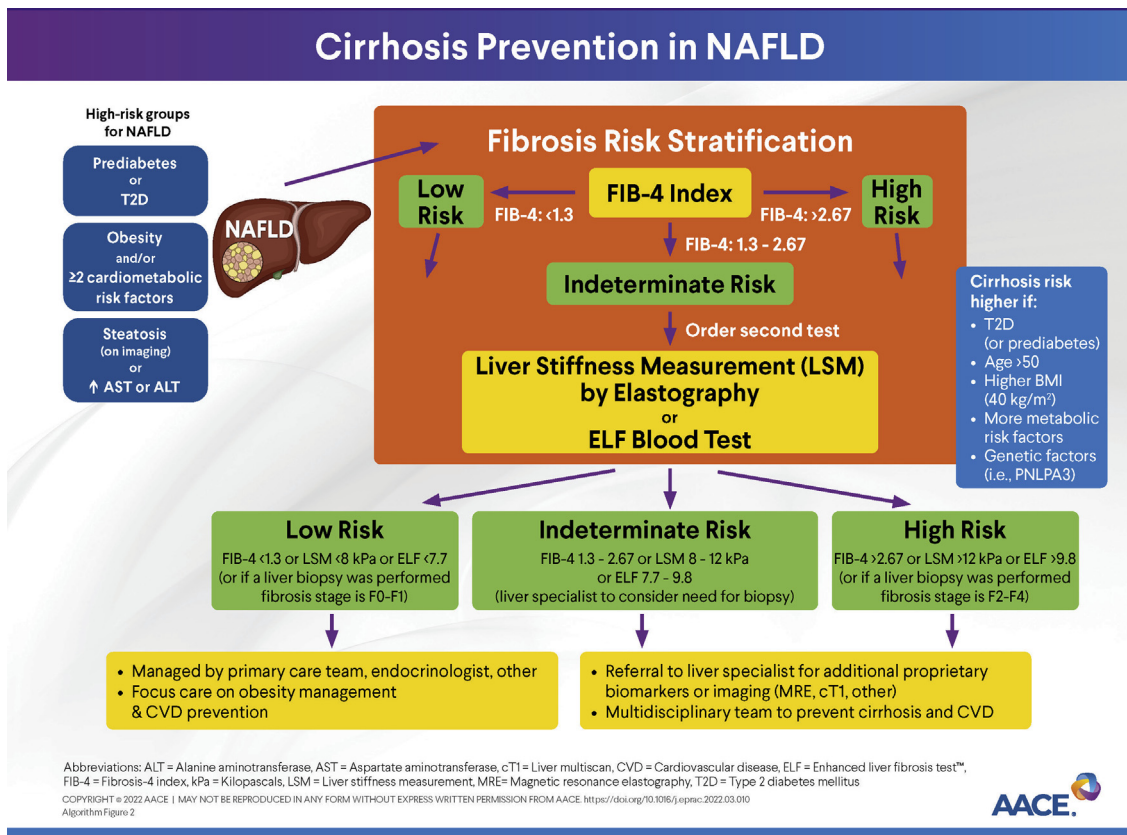 Cirrhosis Prevention in NAFLD
High-risk groups
for NAFLD
Prediabetes
or
T2D
Obesity
and/or
≥2 cardiometabolic
risk factors
Steatosis
(on imaging)
or
↑ AST or ALT
NAFLD
Fibrosis Risk Stratification
Low
Risk
FIB-4: <1.3
FIB-4 Index
FIB-4: >2.67
High
Risk
FIB-4: 1.3 - 2.67
Indeterminate Risk
Order second test
Liver Stiffness Measurement (LSM)
by Elastography
or
ELF Blood Test
Cirrhosis risk
higher if:
• T2D
(or prediabetes)
• Age >50
• Higher BMI
(40 kg/m²)
• More metabolic
risk factors
• Genetic factors
(i.e., PNLPA3)
Low Risk
FIB-4 <1.3 or LSM <8 kPa or ELF <7.7
(or if a liver biopsy was performed
fibrosis stage is F0-F1)
Indeterminate Risk
FIB-4 1.3 - 2.67 or LSM 8 - 12 kPa
or ELF 7.7 - 9.8
(liver specialist to consider need for biopsy)
High Risk
FIB-4 >2.67 or LSM >12 kPa or ELF >9.8
(or if a liver biopsy was performed
fibrosis stage is F2-F4)
• Managed by primary care team, endocrinologist, other
• Focus care on obesity management
& CVD prevention
• Referral to liver specialist for additional proprietary
biomarkers or imaging (MRE, cT1, other)
• Multidisciplinary team to prevent cirrhosis and CVD
Abbreviations: ALT = Alanine aminotransferase, AST = Aspartate aminotransferase, cT1 = Liver multiscan, CVD = Cardiovascular disease, ELF = Enhanced liver fibrosis test™,
FIB-4 = Fibrosis-4 index, kPa = Kilopascals, LSM = Liver stiffness measurement, MRE= Magnetic resonance elastography, T2D = Type 2 diabetes mellitus
COPYRIGHT © 2022 AACE | MAY NOT BE REPRODUCED IN ANY FORM WITHOUT EXPRESS WRITTEN PERMISSION FROM AACE. https://doi.org/10.1016/j.eprac.2022.03.010
Algorithm Figure 2
AACE.